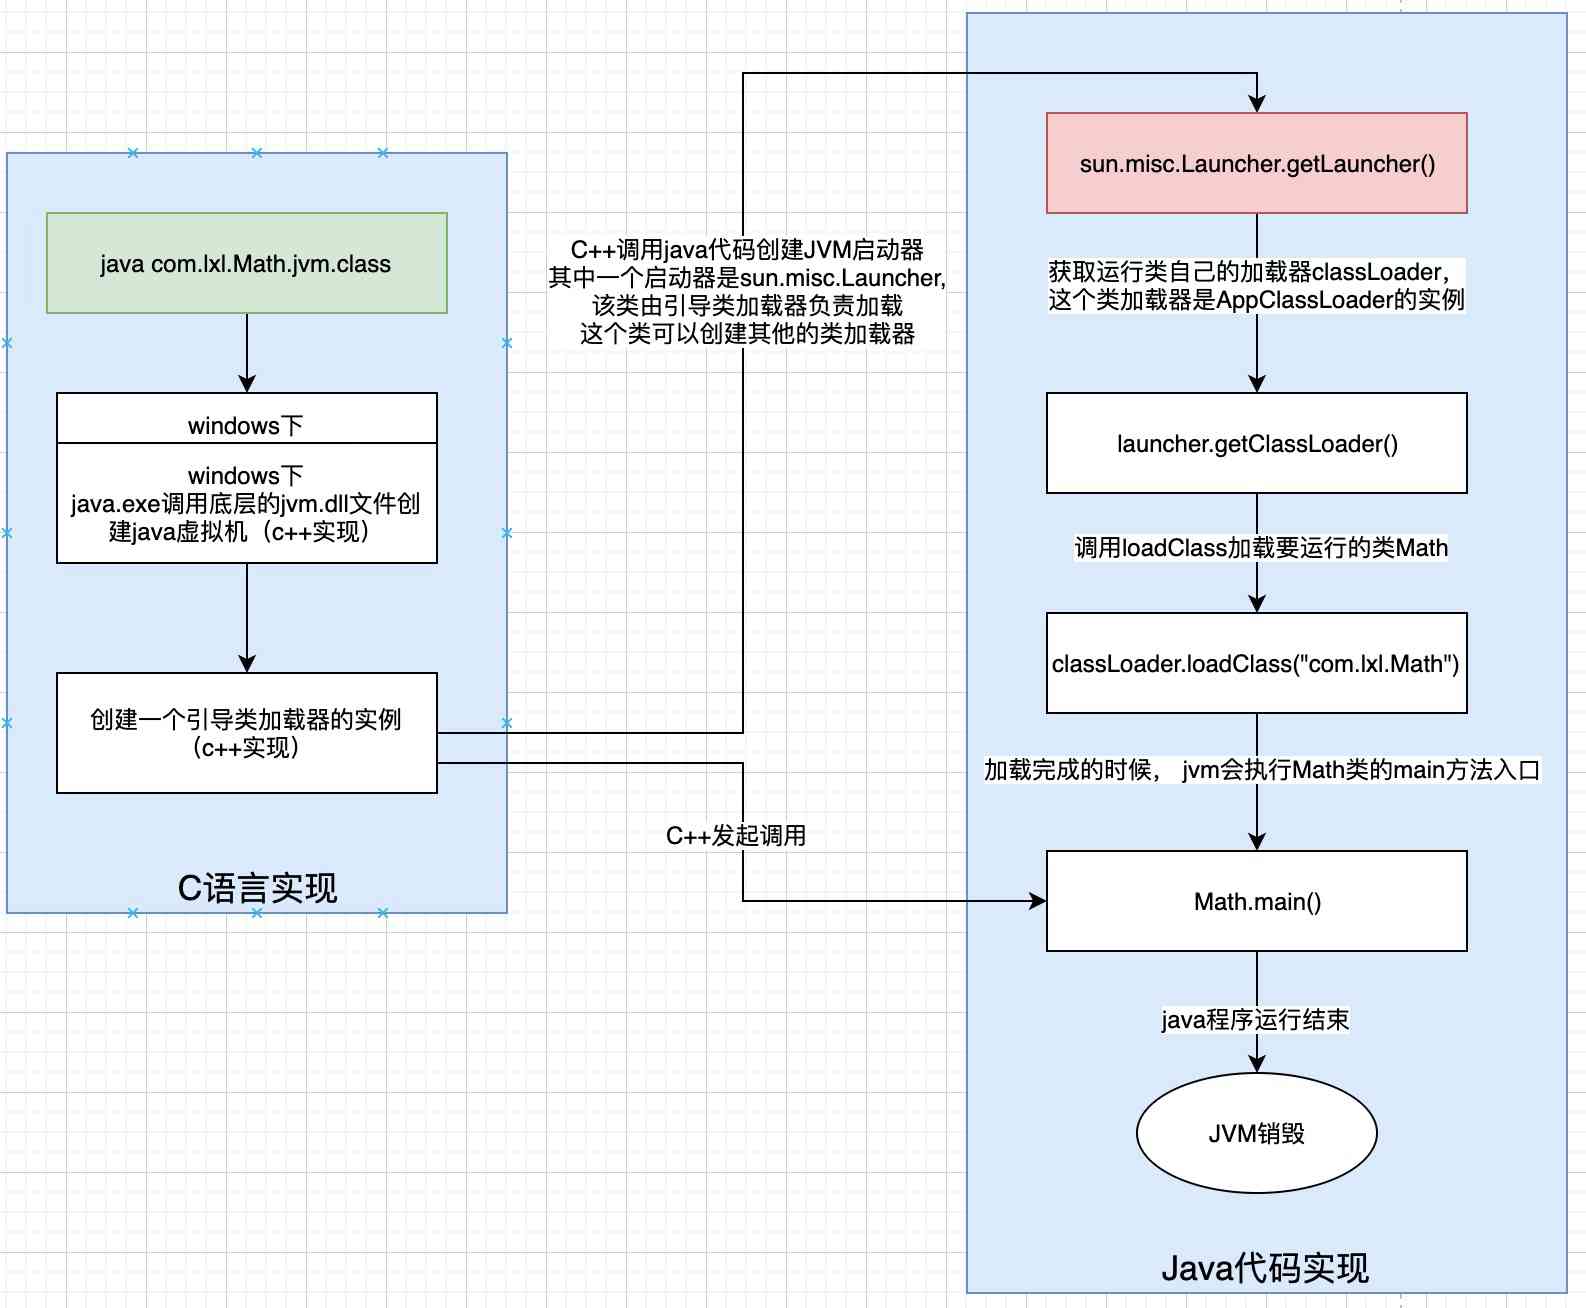 java com.lxl.Math.jvm.class
windows下
windows下
java.exe调用底层的jvm.dll文件创
建java虚拟机（c++实现）
创建一个引导类加载器的实例
（c++实现）
C语言实现
C++调用java代码创建JVM启动器
其中一个启动器是sun.misc.Launcher,
该类由引导类加载器负责加载
这个类可以创建其他的类加载器
C++发起调用
sun.misc.Launcher.getLauncher()
获取运行类自己的加载器classLoader，
这个类加载器是AppClassLoader的实例
launcher.getClassLoader()
调用loadClass加载要运行的类Math
classLoader.loadClass("com.lxl.Math")
加载完成的时候， jvm会执行Math类的main方法入口
Math.main()
java程序运行结束
JVM销毁
Java代码实现